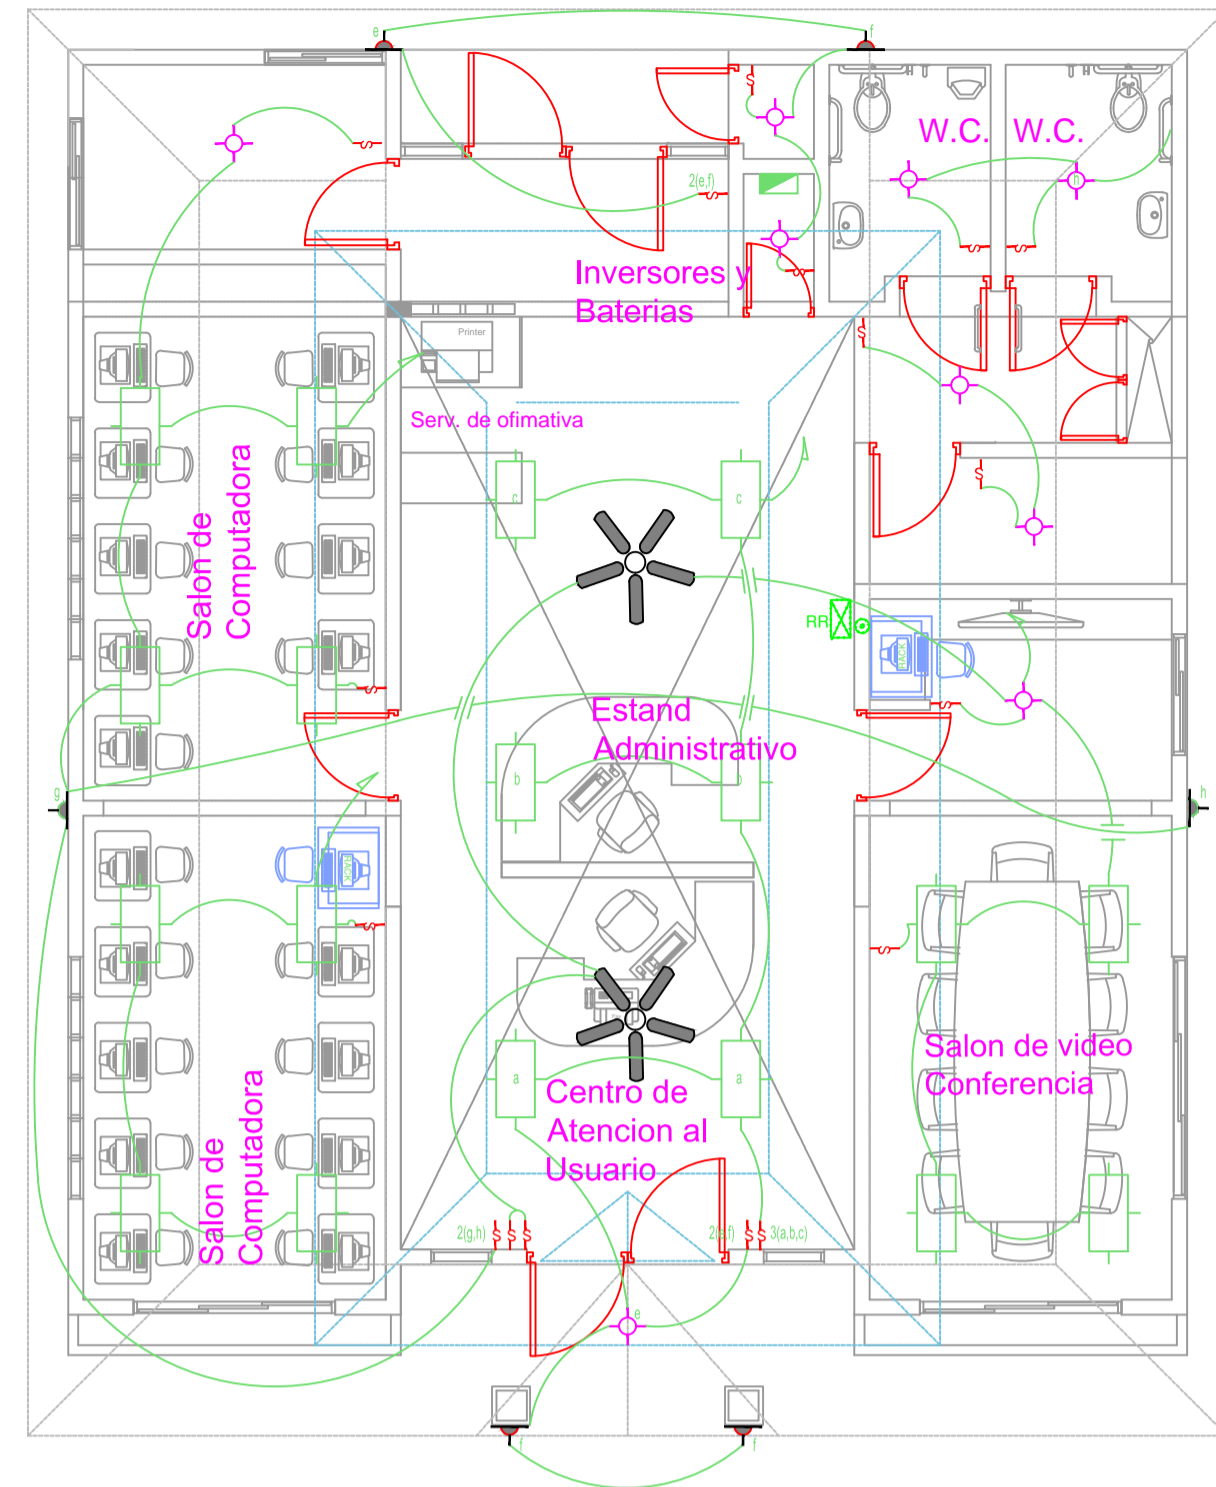 e
f
W.C.
W.C.
2(e,f)
h
Inversores y
Baterias
Printer
Serv. de ofimativa
S
S
S
S
S
S
S
Salon de
Computadora
c
c
RR
RACK
S
S
Estand
Administrativo
b
b
g
h
RACK
S
S
Salon de video
Conferencia
a
a
Centro de
Atencion al
Usuario
Salon de
Computadora
2(g,h)
S
S
S
S
S
3(a,b,c)
e
f
f